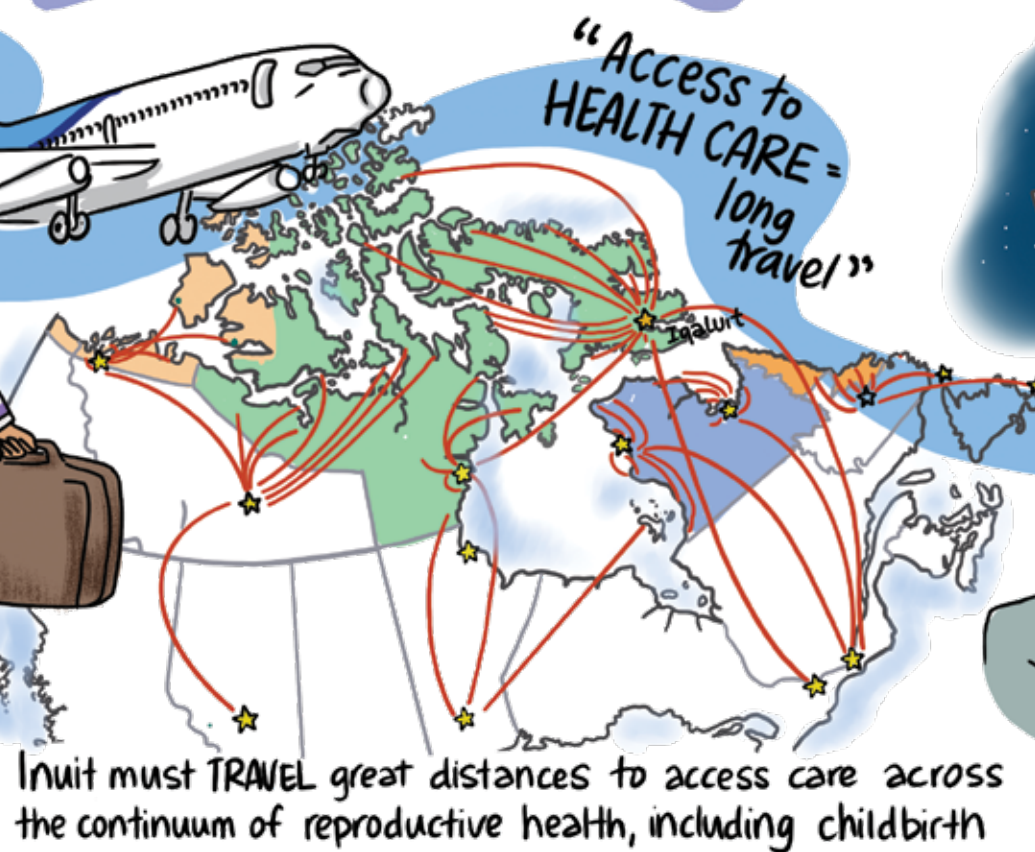 “Access to
HEALTH CARE =
long
travel”
Iqaluit
Inuit must TRAVEL great distances to access care across
the continuum of reproductive health, including childbirth